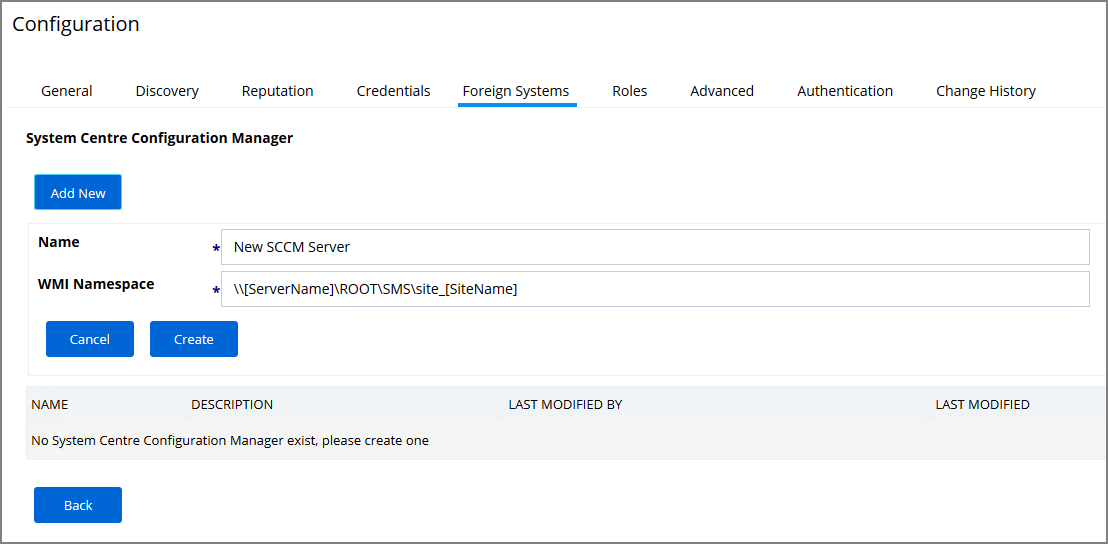 Configuration
General Discovery Reputation Credentials Foreign Systems Roles Advanced Authentication Change History
System Centre Configuration Manager
Add New
Name * New SCCM Server
WMI Namespace * \\[ServerName]\ROOT\SMS\site_[SiteName]
Cancel Create
NAME DESCRIPTION LAST MODIFIED BY LAST MODIFIED
No System Centre Configuration Manager exist, please create one
Back